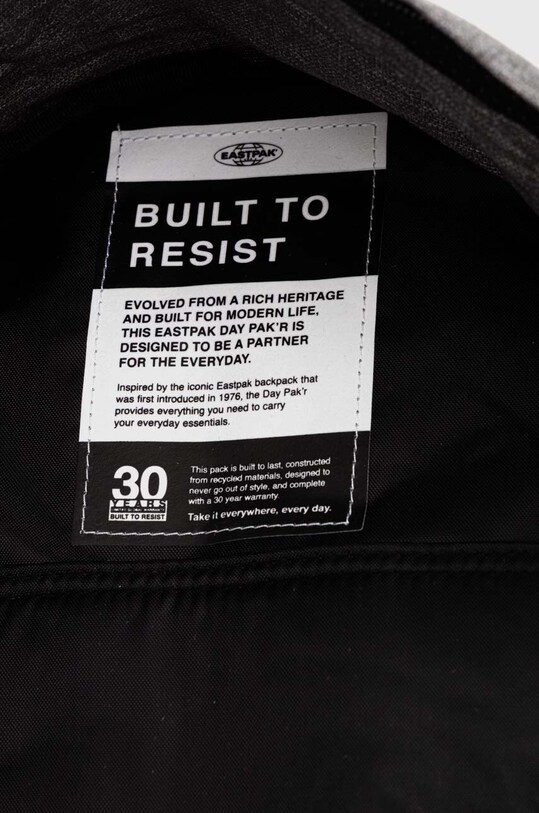 EASTPAK
BUILT TO
RESIST
EVOLVED FROM A RICH HERITAGE
AND BUILT FOR MODERN LIFE,
THIS EASTPAK DAY PAK'R IS
DESIGNED TO BE A PARTNER
FOR THE EVERYDAY.
Inspired by the iconic Eastpak backpack that
was first introduced in 1976, the Day Pak'r
provides everything you need to carry
your everyday essentials.
30
YEARS
BUILT TO RESIST
This pack is built to last, constructed
from recycled materials, designed to
never go out of style, and complete
with a 30 year warranty.
Take it everywhere, every day.